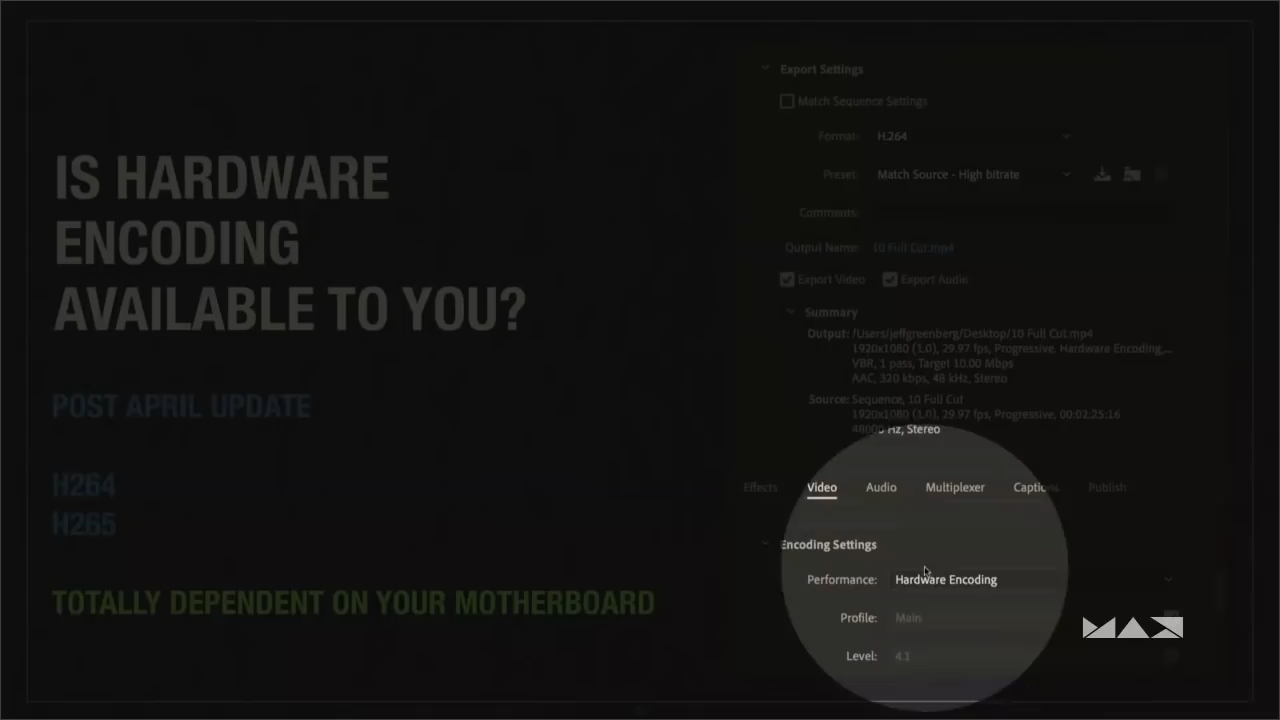 IS HARDWARE
ENCODING
AVAILABLE TO YOU?
POST APRIL UPDATE
H264
H265
TOTALLY DEPENDENT ON YOUR MOTHERBOARD
Export Settings
Match Sequence Settings
Format: H.264
Preset: Match Source - High bitrate
Comments:
Output Name: 10 Full Cut.mp4
Export Video Export Audio
Summary
Output: /Users/jeffgreenberg/Desktop/10 Full Cut.mp4
1920x1080 (1.0), 29.97 fps, Progressive, Hardware Encoding,...
VBR, 1 pass, Target 10.00 Mbps
AAC, 320 kbps, 48 kHz, Stereo
Source: Sequence, 10 Full Cut
1920x1080 (1.0), 29.97 fps, Progressive, 00:02:25:16
48000 Hz, Stereo
Effects Video Audio Multiplexer Captions Publish
Encoding Settings
Performance: Hardware Encoding
Profile: Main
Level: 4.1
MAX